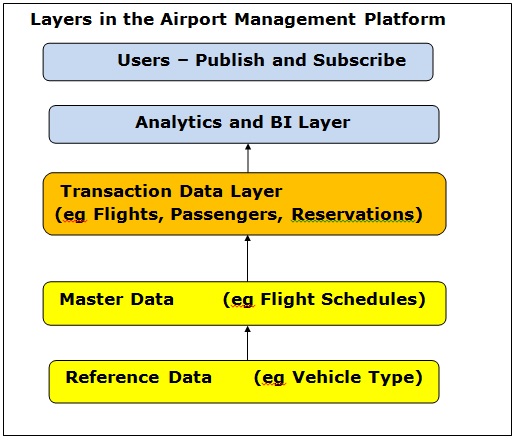 Layers in the Airport Management Platform
Users – Publish and Subscribe
Analytics and BI Layer
Transaction Data Layer
(eg Flights, Passengers, Reservations)
Master Data (eg Flight Schedules)
Reference Data (eg Vehicle Type)